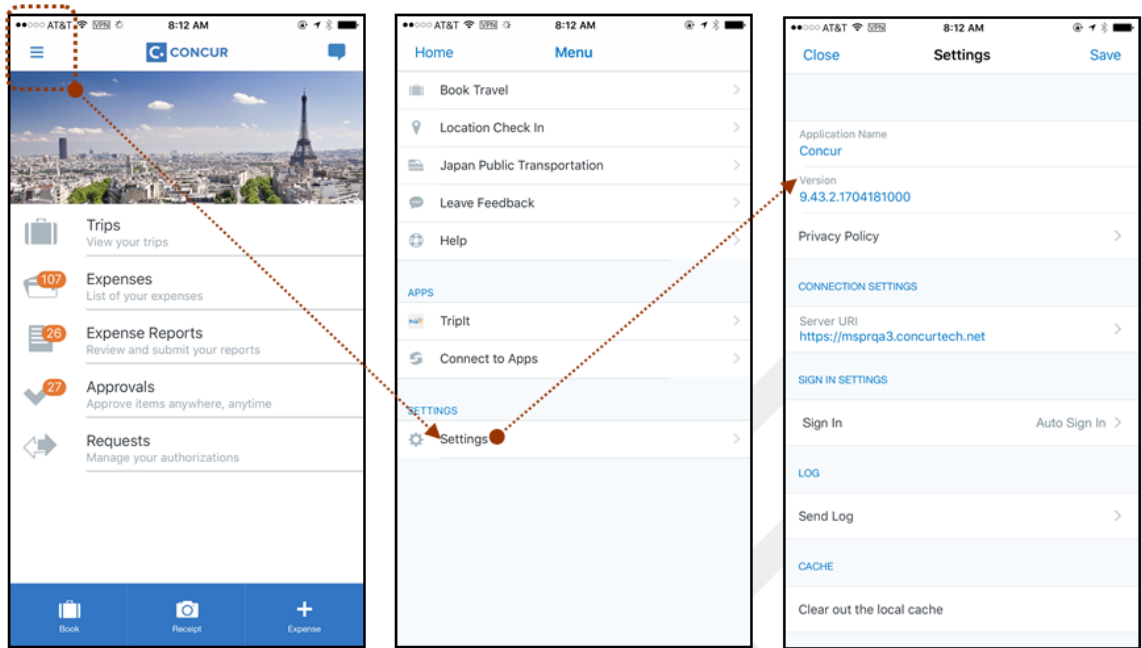 AT&T VPN 8:12 AM
C. CONCUR
Trips
View your trips
107
Expenses
List of your expenses
26
Expense Reports
Review and submit your reports
27
Approvals
Approve items anywhere, anytime
Requests
Manage your authorizations
Book
Receipt
Expense
AT&T VPN 8:12 AM
Home Menu
Book Travel
Location Check In
Japan Public Transportation
Leave Feedback
Help
APPS
TripIt
Connect to Apps
SETTINGS
Settings
AT&T VPN 8:12 AM
Close Settings Save
Application Name
Concur
Version
9.43.2.1704181000
Privacy Policy
CONNECTION SETTINGS
Server URI
https://msprqa3.concurtech.net
SIGN IN SETTINGS
Sign In Auto Sign In
LOG
Send Log
CACHE
Clear out the local cache